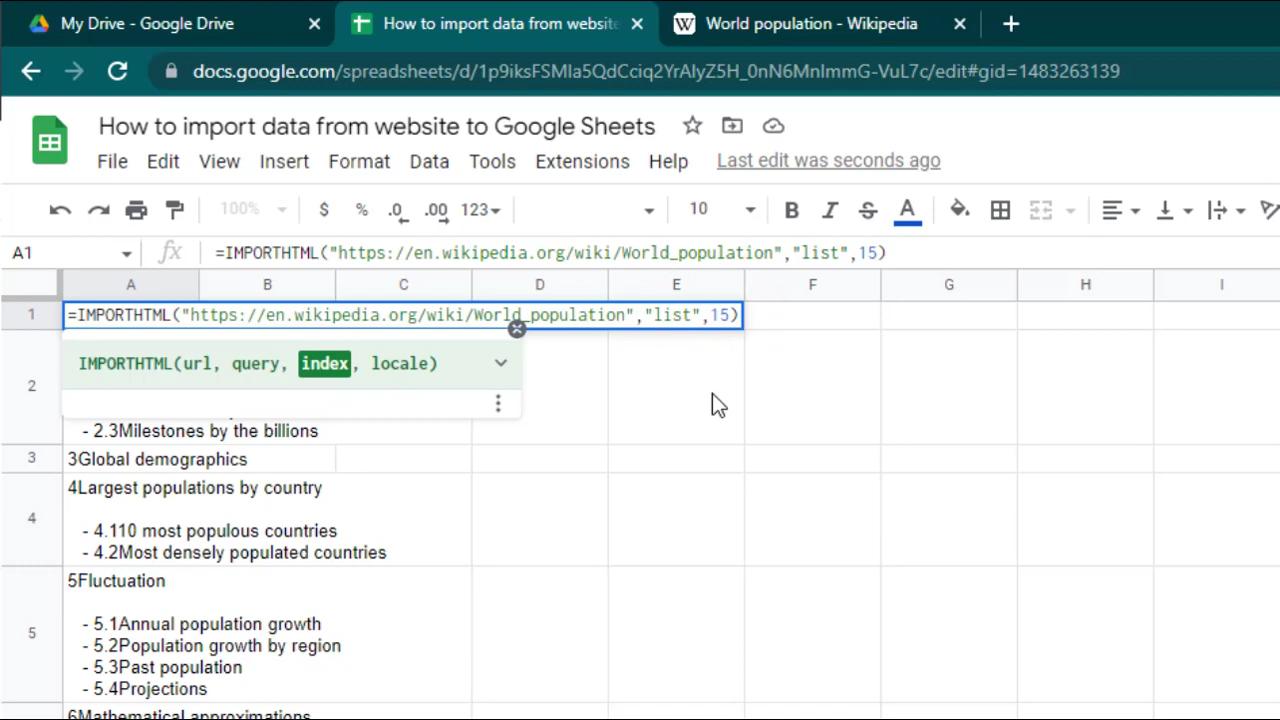 My Drive - Google Drive
How to import data from website
World population - Wikipedia
docs.google.com/spreadsheets/d/1p9iksFSMIa5QdCciq2YrAIyZ5H_0nN6MnImmG-VuL7c/edit#gid=1483263139
How to import data from website to Google Sheets
File Edit View Insert Format Data Tools Extensions Help Last edit was seconds ago
100% $ % .0 .00 123 10 B I S A
A1 fx =IMPORTHTML("https://en.wikipedia.org/wiki/World_population","list",15)
A B C D E F G H I
1 =IMPORTHTML("https://en.wikipedia.org/wiki/World_population","list",15)
IMPORTHTML(url, query, index, locale)
2
- 2.3Milestones by the billions
3 3Global demographics
4Largest populations by country
4
- 4.110 most populous countries
- 4.2Most densely populated countries
5Fluctuation
- 5.1Annual population growth
5
- 5.2Population growth by region
- 5.3Past population
- 5.4Projections
6Mathematical approximations